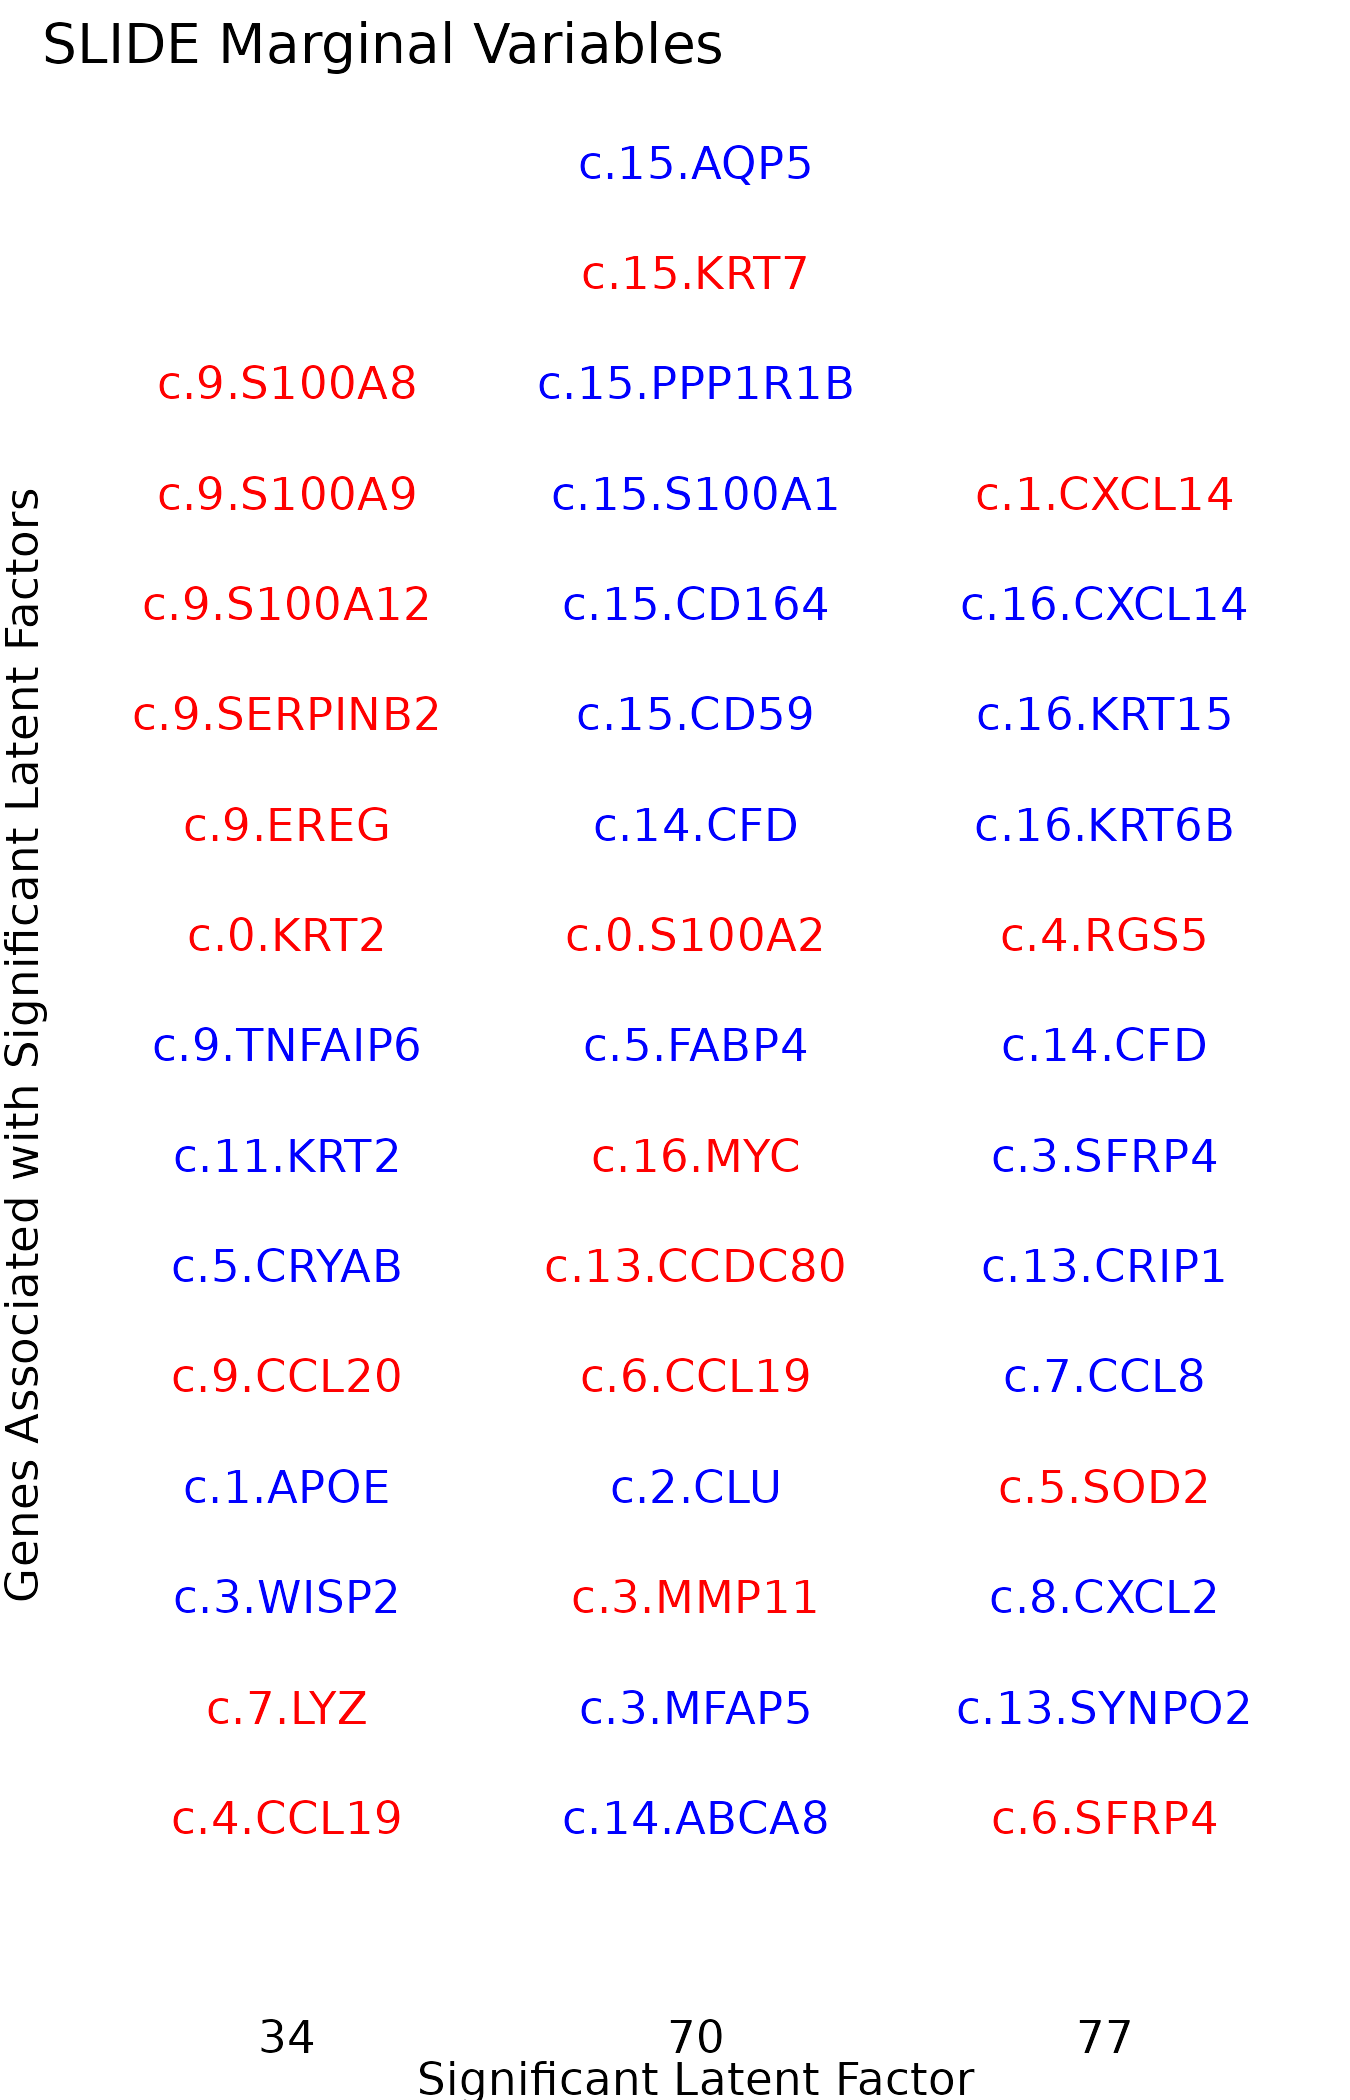 SLIDE Marginal Variables
c.15.AQP5
c.15.KRT7
c.9.S100A8 c.15.PPP1R1B
c.9.S100A9 c.15.S100A1 c.1.CXCL14
c.9.S100A12 c.15.CD164 c.16.CXCL14
c.9.SERPINB2 c.15.CD59 c.16.KRT15
c.9.EREG c.14.CFD c.16.KRT6B
c.0.KRT2 c.0.S100A2 c.4.RGS5
c.9.TNFAIP6 c.5.FABP4 c.14.CFD
c.11.KRT2 c.16.MYC c.3.SFRP4
c.5.CRYAB c.13.CCDC80 c.13.CRIP1
c.9.CCL20 c.6.CCL19 c.7.CCL8
c.1.APOE c.2.CLU c.5.SOD2
c.3.WISP2 c.3.MMP11 c.8.CXCL2
c.7.LYZ c.3.MFAP5 c.13.SYNPO2
c.4.CCL19 c.14.ABCA8 c.6.SFRP4
34 70 77
Significant Latent Factor
Genes Associated with Significant Latent Factors